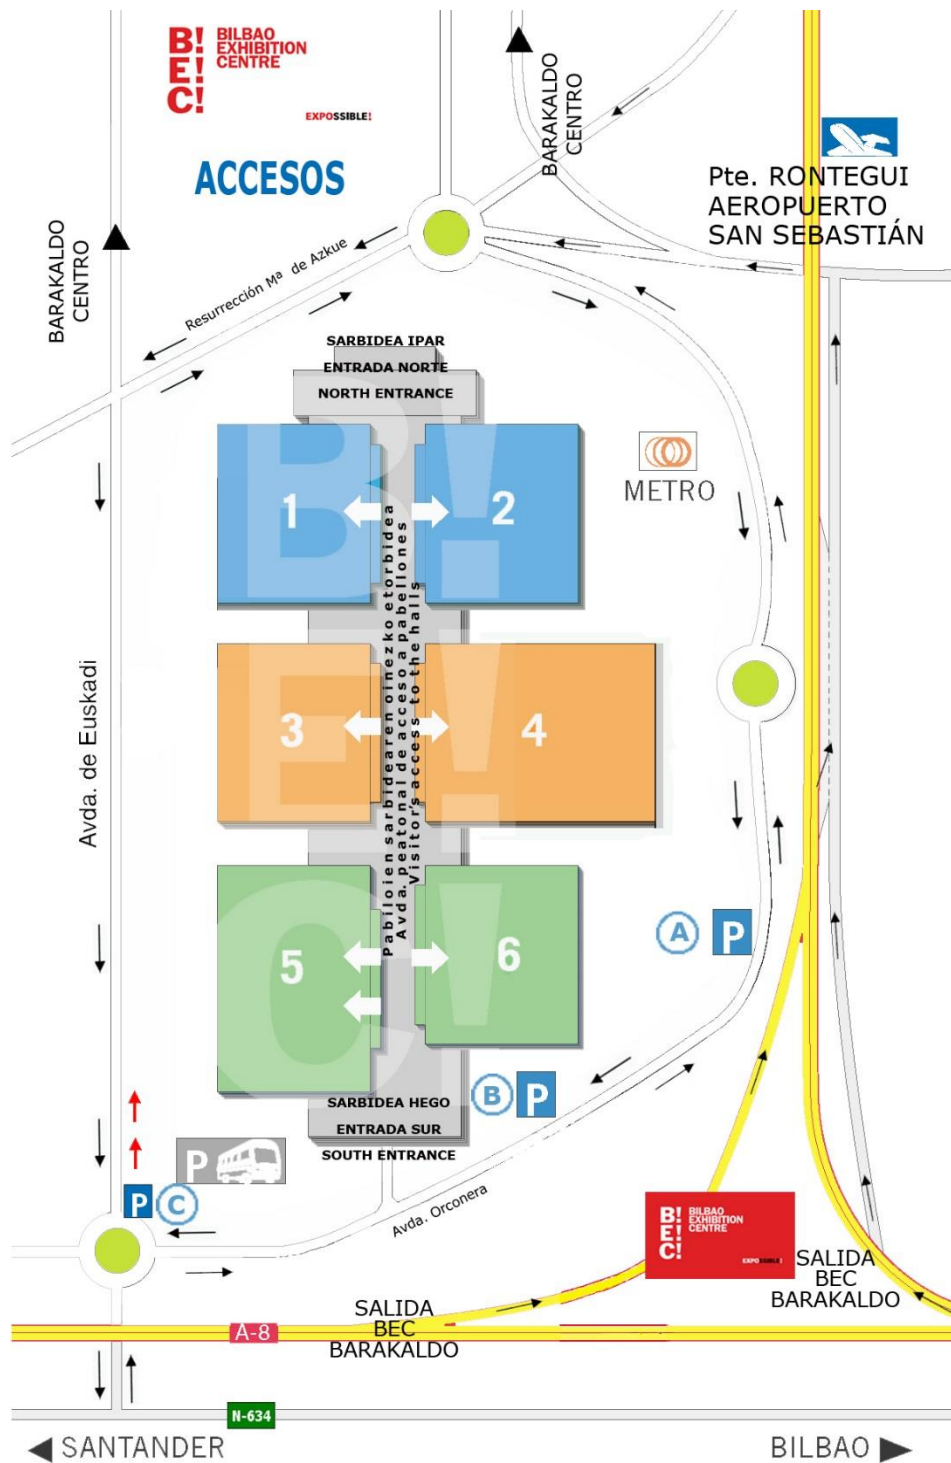 B!
E!
C!
BILBAO
EXHIBITION
CENTRE
EXPOSSIBLE!
ACCESOS
BARAKALDO
CENTRO
BARAKALDO
CENTRO
Pte. RONTEGUI
AEROPUERTO
SAN SEBASTIÁN
Resurrección Mª de Azkue
SARBIDEA IPAR
ENTRADA NORTE
NORTH ENTRANCE
METRO
1
2
3
4
5
6
B!
E!
C!
Pabiloien sarbidearen oinezko etorbidea
Avda. peatonal de acceso a pabellones
Visitor's access to the halls
Avda. de Euskadi
A P
B P
SARBIDEA HEGO
ENTRADA SUR
SOUTH ENTRANCE
P
P C
Avda. Orconera
B!
E!
C!
BILBAO
EXHIBITION
CENTRE
EXPOSSIBLE!
SALIDA
BEC
BARAKALDO
SALIDA
BEC
BARAKALDO
A-8
N-634
SANTANDER
BILBAO